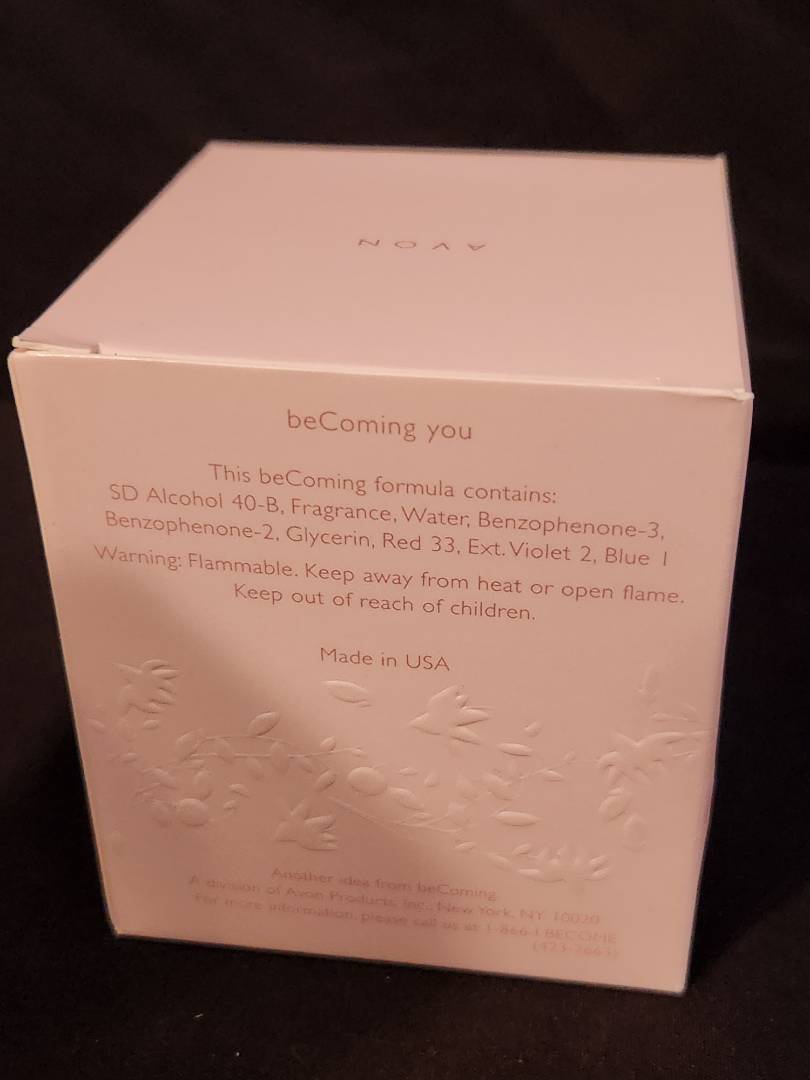 AVON
beComing you
This beComing formula contains:
SD Alcohol 40-B, Fragrance, Water, Benzophenone-3,
Benzophenone-2, Glycerin, Red 33, Ext. Violet 2, Blue 1
Warning: Flammable. Keep away from heat or open flame.
Keep out of reach of children.
Made in USA
Another idea from beComing
A division of Avon Products, Inc., New York, NY 10020
For more information, please call us at 1-866-I BECOME
(423-2663)